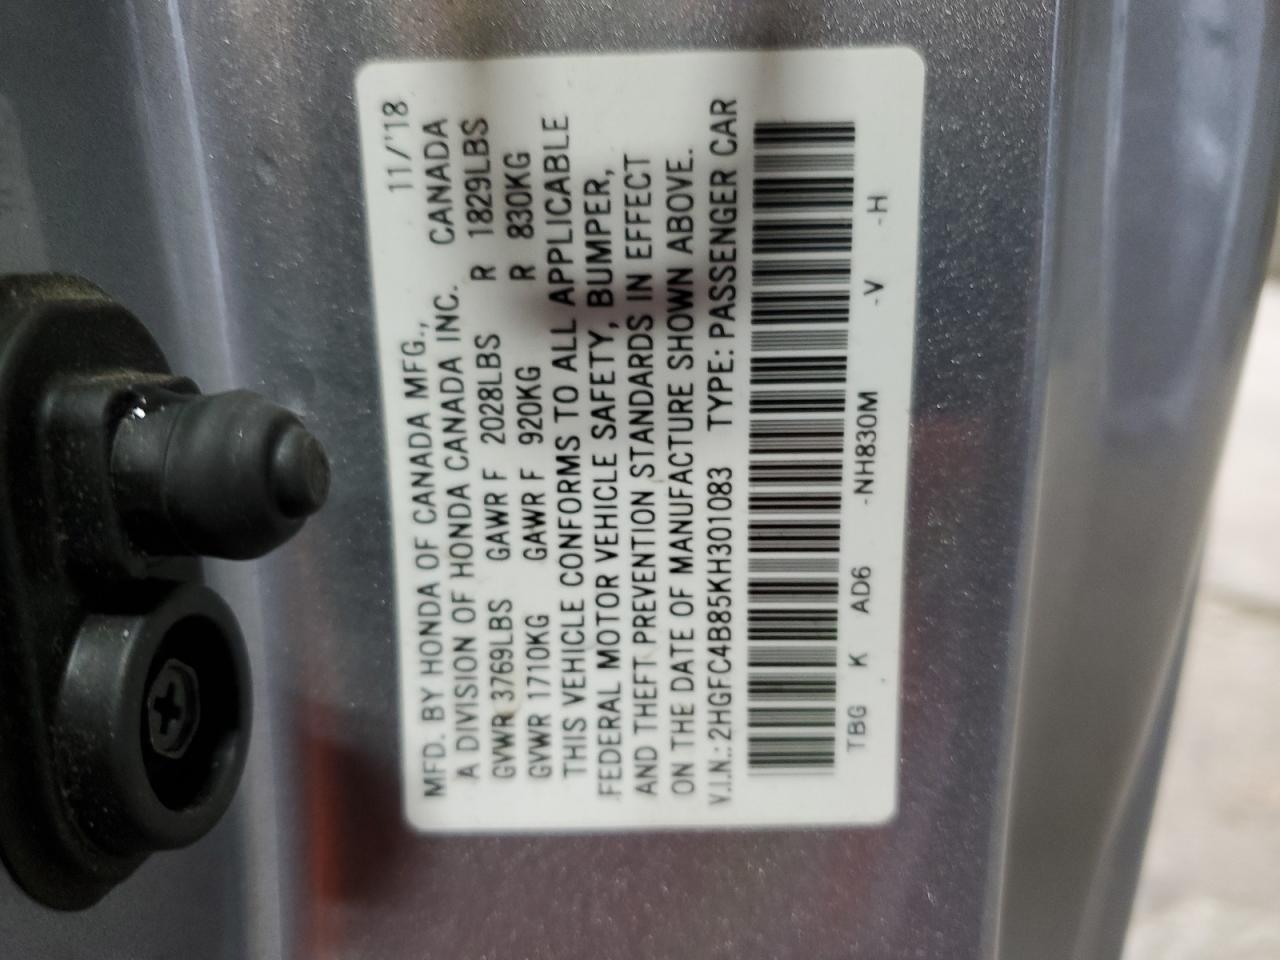 MFD. BY HONDA OF CANADA MFG., 11/'18
A DIVISION OF HONDA CANADA INC. CANADA
GVWR 3769LBS GAWR F 2028LBS R 1829LBS
GVWR 1710KG GAWR F 920KG R 830KG
THIS VEHICLE CONFORMS TO ALL APPLICABLE
FEDERAL MOTOR VEHICLE SAFETY, BUMPER,
AND THEFT PREVENTION STANDARDS IN EFFECT
ON THE DATE OF MANUFACTURE SHOWN ABOVE.
V.I.N.: 2HGFC4B85KH301083 TYPE: PASSENGER CAR
TBG K AD6 -NH830M -V -H